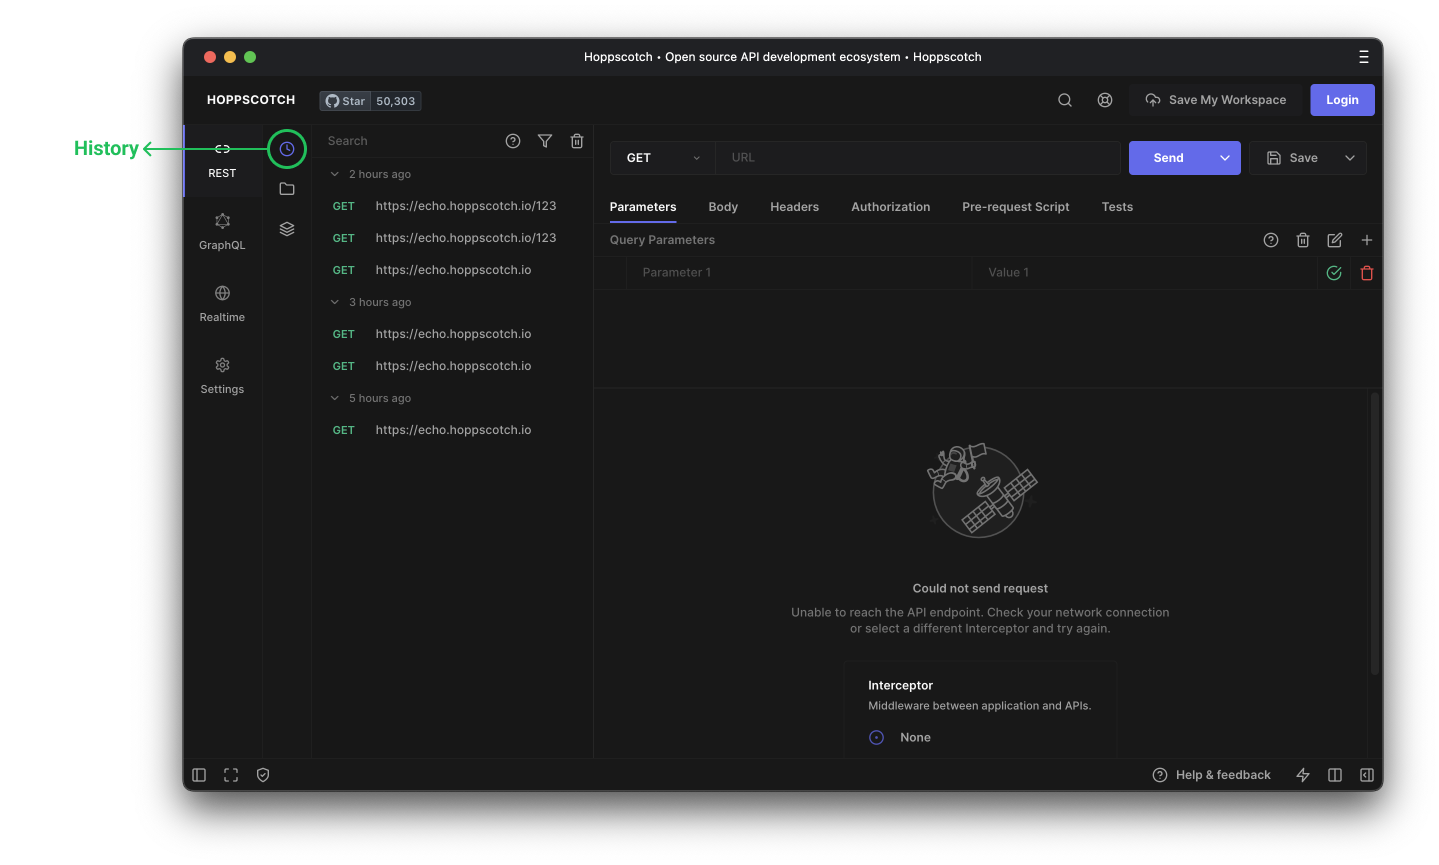 Hoppscotch • Open source API development ecosystem • Hoppscotch
HOPPSCOTCH
Star 50,303
Save My Workspace
Login
History
REST
GraphQL
Realtime
Settings
Search
2 hours ago
GET https://echo.hoppscotch.io/123
GET https://echo.hoppscotch.io/123
GET https://echo.hoppscotch.io
3 hours ago
GET https://echo.hoppscotch.io
GET https://echo.hoppscotch.io
5 hours ago
GET https://echo.hoppscotch.io
GET
URL
Send
Save
Parameters Body Headers Authorization Pre-request Script Tests
Query Parameters
Parameter 1 Value 1
Could not send request
Unable to reach the API endpoint. Check your network connection
or select a different Interceptor and try again.
Interceptor
Middleware between application and APIs.
None
Help & feedback